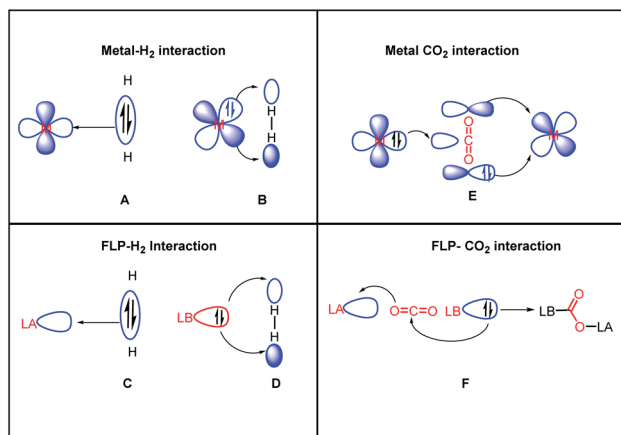 Metal-H2 interaction
H
M
H
A
M
H
H
B
Metal CO2 interaction
M
O
C
O
M
E
FLP-H2 Interaction
H
LA
H
C
LB
H
H
D
FLP- CO2 interaction
LA
O=C=O
LB
LB
O
O
LA
F